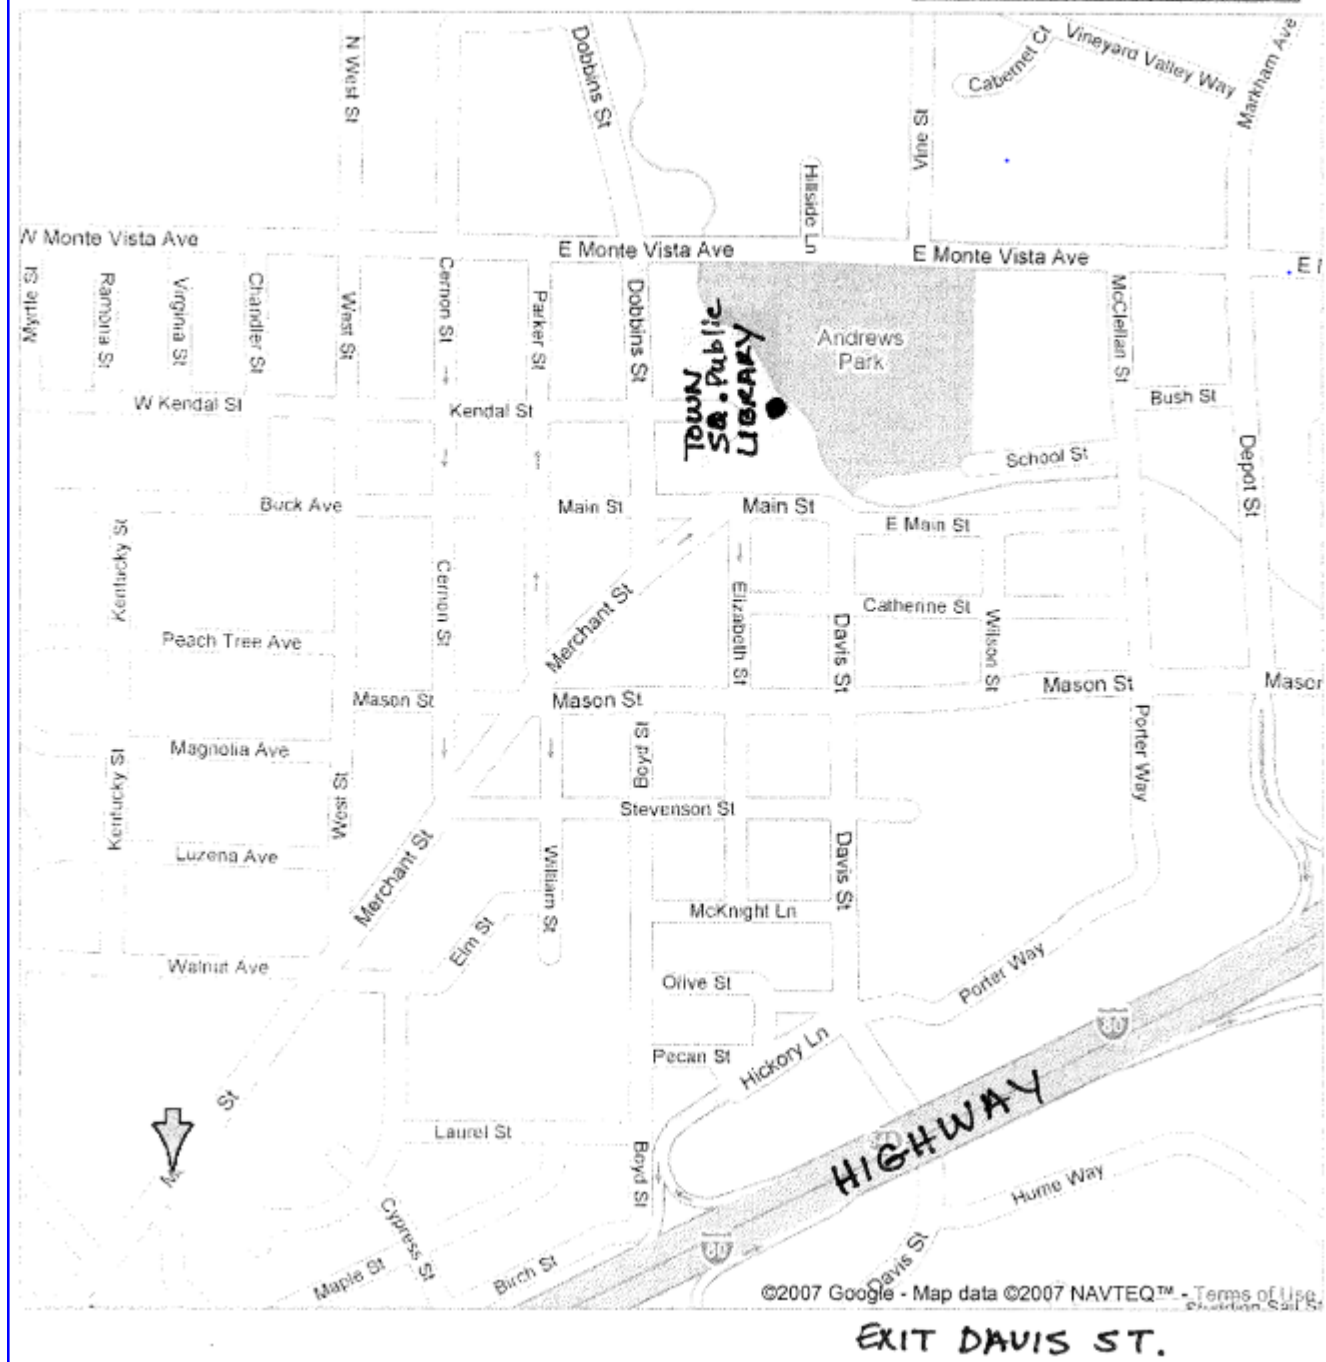 N West St
Dobbins St
Cabernet Ct
Vineyard Valley Way
Markham Ave
Vine St
Hillside Ln
W Monte Vista Ave
E Monte Vista Ave
E Monte Vista Ave
Myrtle St
Ramona St
Virginia St
Chandler St
West St
Cernon St
Parker St
Dobbins St
TOWN
SQ. Public
LIBRARY
Andrews
Park
McClellan St
W Kendal St
Kendal St
Bush St
School St
Depot St
Buck Ave
Main St
Main St
E Main St
Kentucky St
Cernon St
Merchant St
Elizabeth St
Catherine St
Davis St
Wilson St
Peach Tree Ave
Mason St
Mason St
Mason St
Mason
Magnolia Ave
Kentucky St
West St
Boyd St
Porter Way
Stevenson St
Luzena Ave
Merchant St
William St
Davis St
McKnight Ln
Elm St
Walnut Ave
Olive St
Porter Way
80
Pecan St
Hickory Ln
St
Laurel St
HIGHWAY
M
Boyd St
Hume Way
Cypress St
80
Maple St
Birch St
Davis St
©2007 Google - Map data ©2007 NAVTEQ™ - Terms of Use
EXIT DAVIS ST.